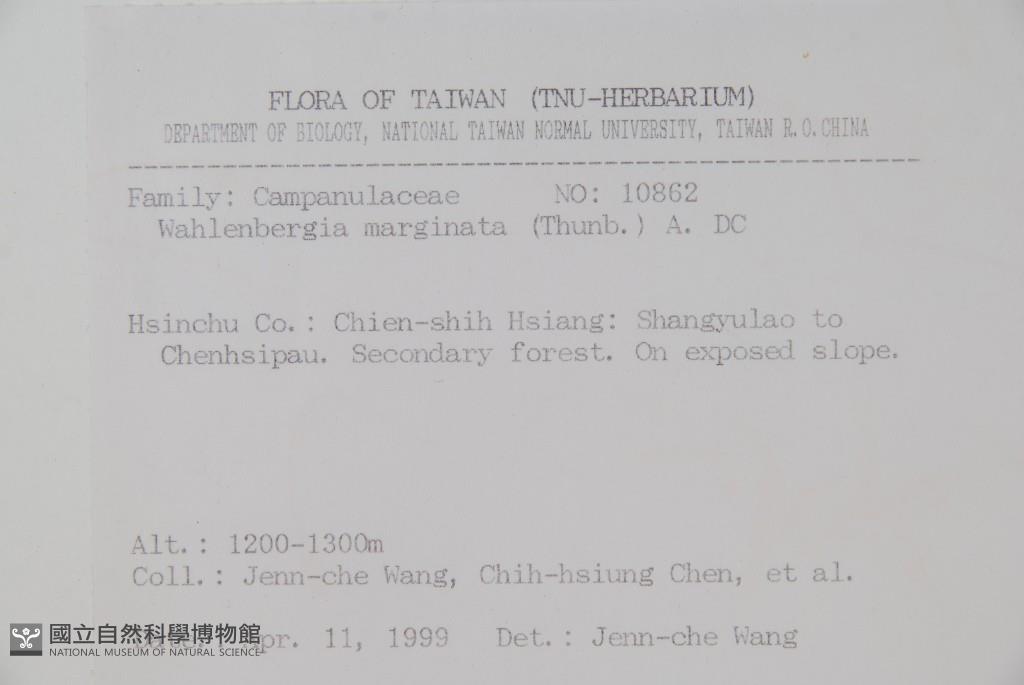 FLORA OF TAIWAN (TNU-HERBARIUM)
DEPARTMENT OF BIOLOGY, NATIONAL TAIWAN NORMAL UNIVERSITY, TAIWAN R.O.CHINA
Family: Campanulaceae NO: 10862
Wahlenbergia marginata (Thunb.) A. DC
Hsinchu Co.: Chien-shih Hsiang: Shangyulao to
Chenhsipau. Secondary forest. On exposed slope.
Alt.: 1200-1300m
Coll.: Jenn-che Wang, Chih-hsiung Chen, et al.
Date: Apr. 11, 1999 Det.: Jenn-che Wang
國立自然科學博物館
NATIONAL MUSEUM OF NATURAL SCIENCE